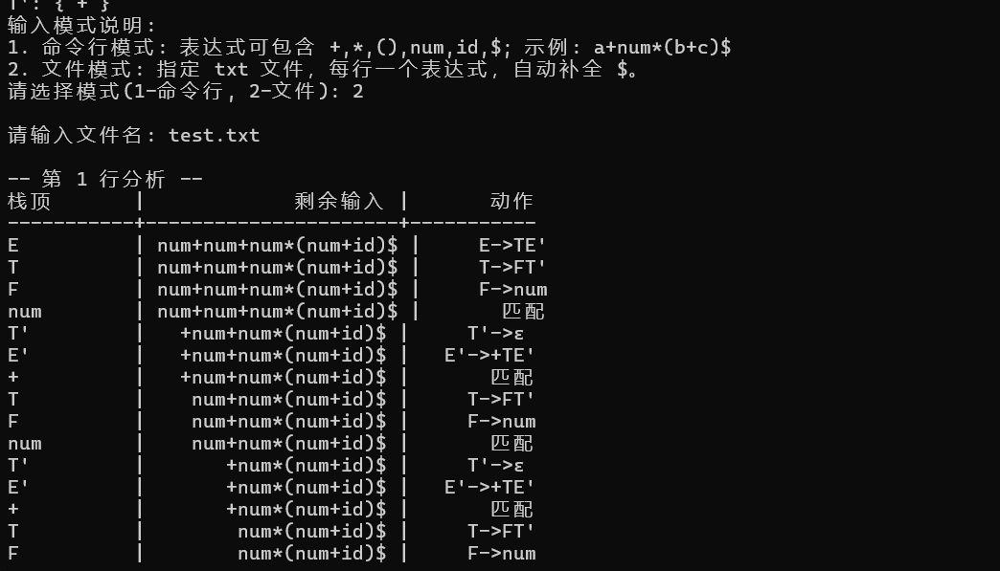 T': { + }
输入模式说明:
1. 命令行模式: 表达式可包含 +,*,(),num,id,$; 示例: a+num*(b+c)$
2. 文件模式: 指定 txt 文件, 每行一个表达式, 自动补全 $。
请选择模式(1-命令行, 2-文件): 2
请输入文件名: test.txt
-- 第 1 行分析 --
栈顶 | 剩余输入 | 动作
-----------+----------------------+-----------
E | num+num+num*(num+id)$ | E->TE'
T | num+num+num*(num+id)$ | T->FT'
F | num+num+num*(num+id)$ | F->num
num | num+num+num*(num+id)$ | 匹配
T' | +num+num*(num+id)$ | T'->ε
E' | +num+num*(num+id)$ | E'->+TE'
+ | +num+num*(num+id)$ | 匹配
T | num+num*(num+id)$ | T->FT'
F | num+num*(num+id)$ | F->num
num | num+num*(num+id)$ | 匹配
T' | +num*(num+id)$ | T'->ε
E' | +num*(num+id)$ | E'->+TE'
+ | +num*(num+id)$ | 匹配
T | num*(num+id)$ | T->FT'
F | num*(num+id)$ | F->num